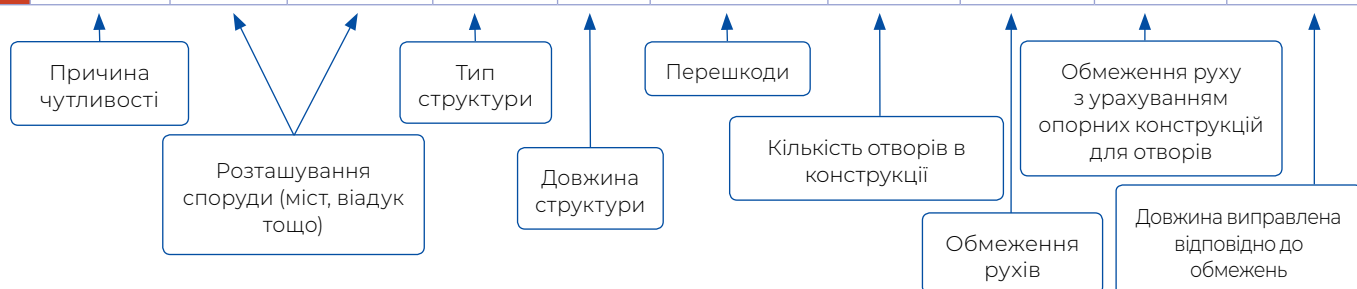 Причина
чутливості
Розташування
споруди (міст, віадук
тощо)
Тип
структури
Довжина
структури
Перешкоди
Кількість отворів в
конструкції
Обмеження
рухів
Обмеження руху
з урахуванням
опорних конструкцій
для отворів
Довжина виправлена
відповідно до
обмежень